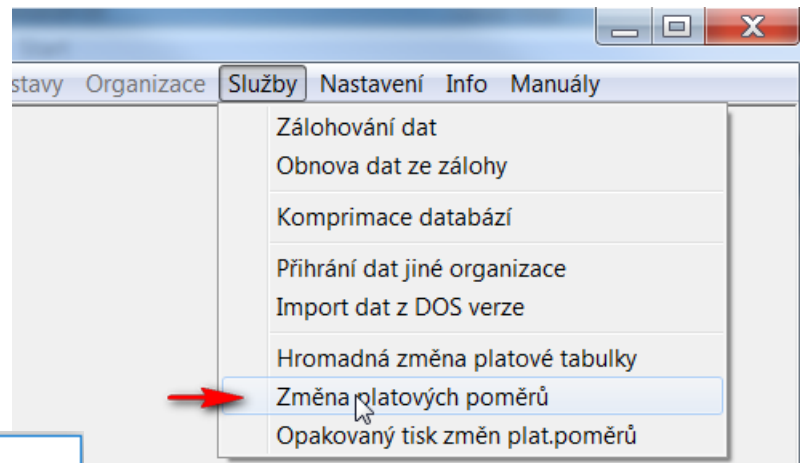 stavy Organizace Služby Nastavení Info Manuály
Zálohování dat
Obnova dat ze zálohy
Komprimace databází
Přihrání dat jiné organizace
Import dat z DOS verze
Hromadná změna platové tabulky
Změna platových poměrů
Opakovaný tisk změn plat.poměrů